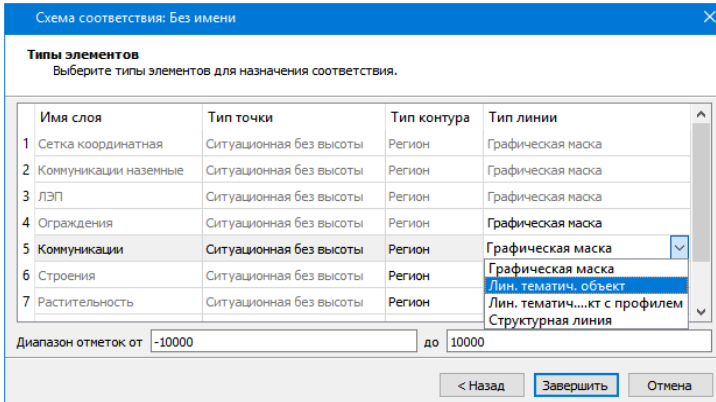 Схема соответствия: Без имени
Типы элементов
Выберите типы элементов для назначения соответствия.
Имя слоя Тип точки Тип контура Тип линии
1 Сетка координатная Ситуационная без высоты Регион Графическая маска
2 Коммуникации наземные Ситуационная без высоты Регион Графическая маска
3 ЛЭП Ситуационная без высоты Регион Графическая маска
4 Ограждения Ситуационная без высоты Регион Графическая маска
5 Коммуникации Ситуационная без высоты Регион Графическая маска
Графическая маска
6 Строения Ситуационная без высоты Регион Лин. тематич. объект
7 Растительность Ситуационная без высоты Регион Лин. тематич....кт с профилем
Структурная линия
Диапазон отметок от -10000 до 10000
< Назад Завершить Отмена